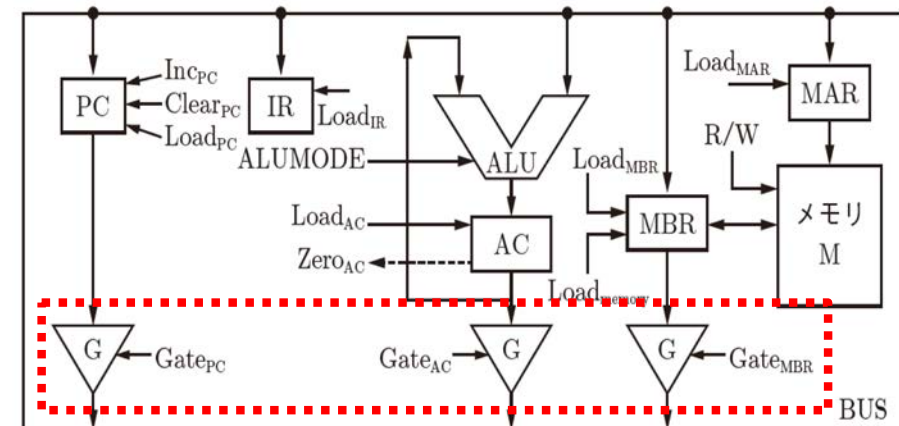 PC
Inc_PC
Clear_PC
Load_PC
IR
Load_IR
ALUMODE
ALU
Load_MAR
MAR
R/W
Load_MBR
MBR
メモリ
M
Load_AC
AC
Zero_AC
Load_memory
G
Gate_PC
Gate_AC
G
G
Gate_MBR
BUS